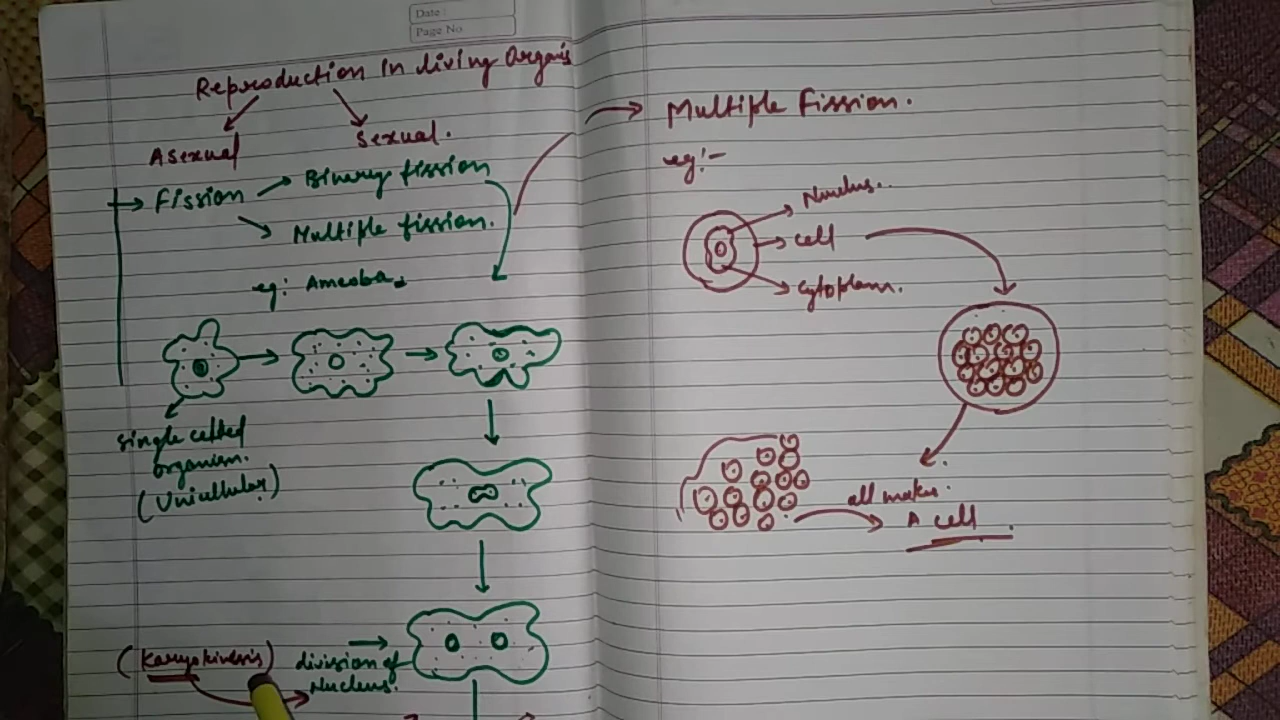 Date :
Page No
Reproduction in living Organis
Asexual
Sexual.
Fission
Binary fission
Multiple fission.
eg: Ameoba
single celled
organism.
(Unicellular)
(Karyokinesis)
division of
Nucleus.
Multiple Fission.
eg:-
Nucleus..
cell
cytoplasm.
all makes.
A cell